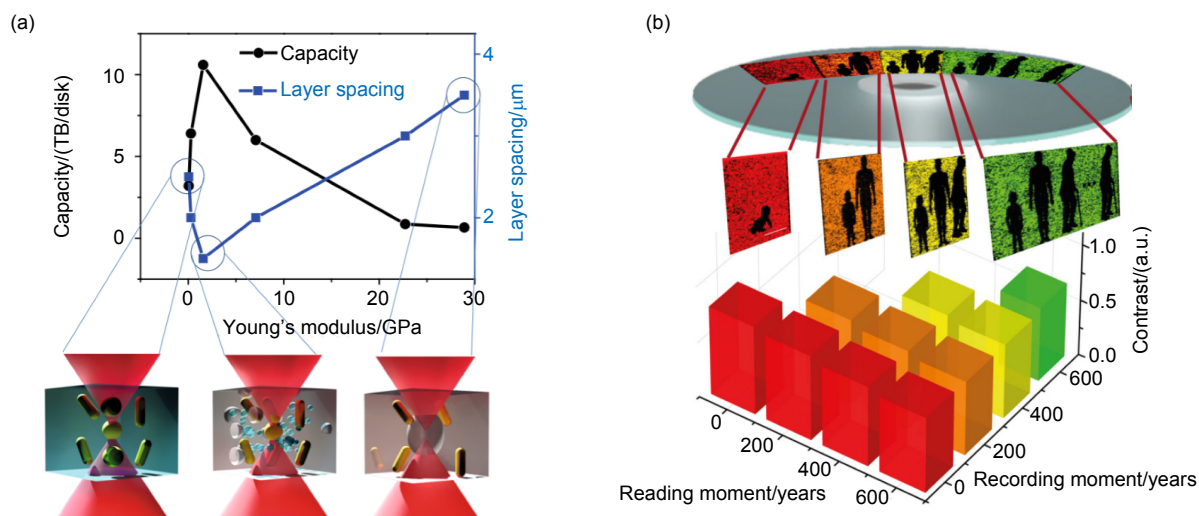 (a)
Capacity
Layer spacing
Capacity/(TB/disk)
10
5
0
4
2
Layer spacing/μm
0
10
20
30
Young's modulus/GPa
(b)
1.0
0.5
0.0
Contrast/(a.u.)
0
200
400
600
Reading moment/years
0
200
400
600
Recording moment/years